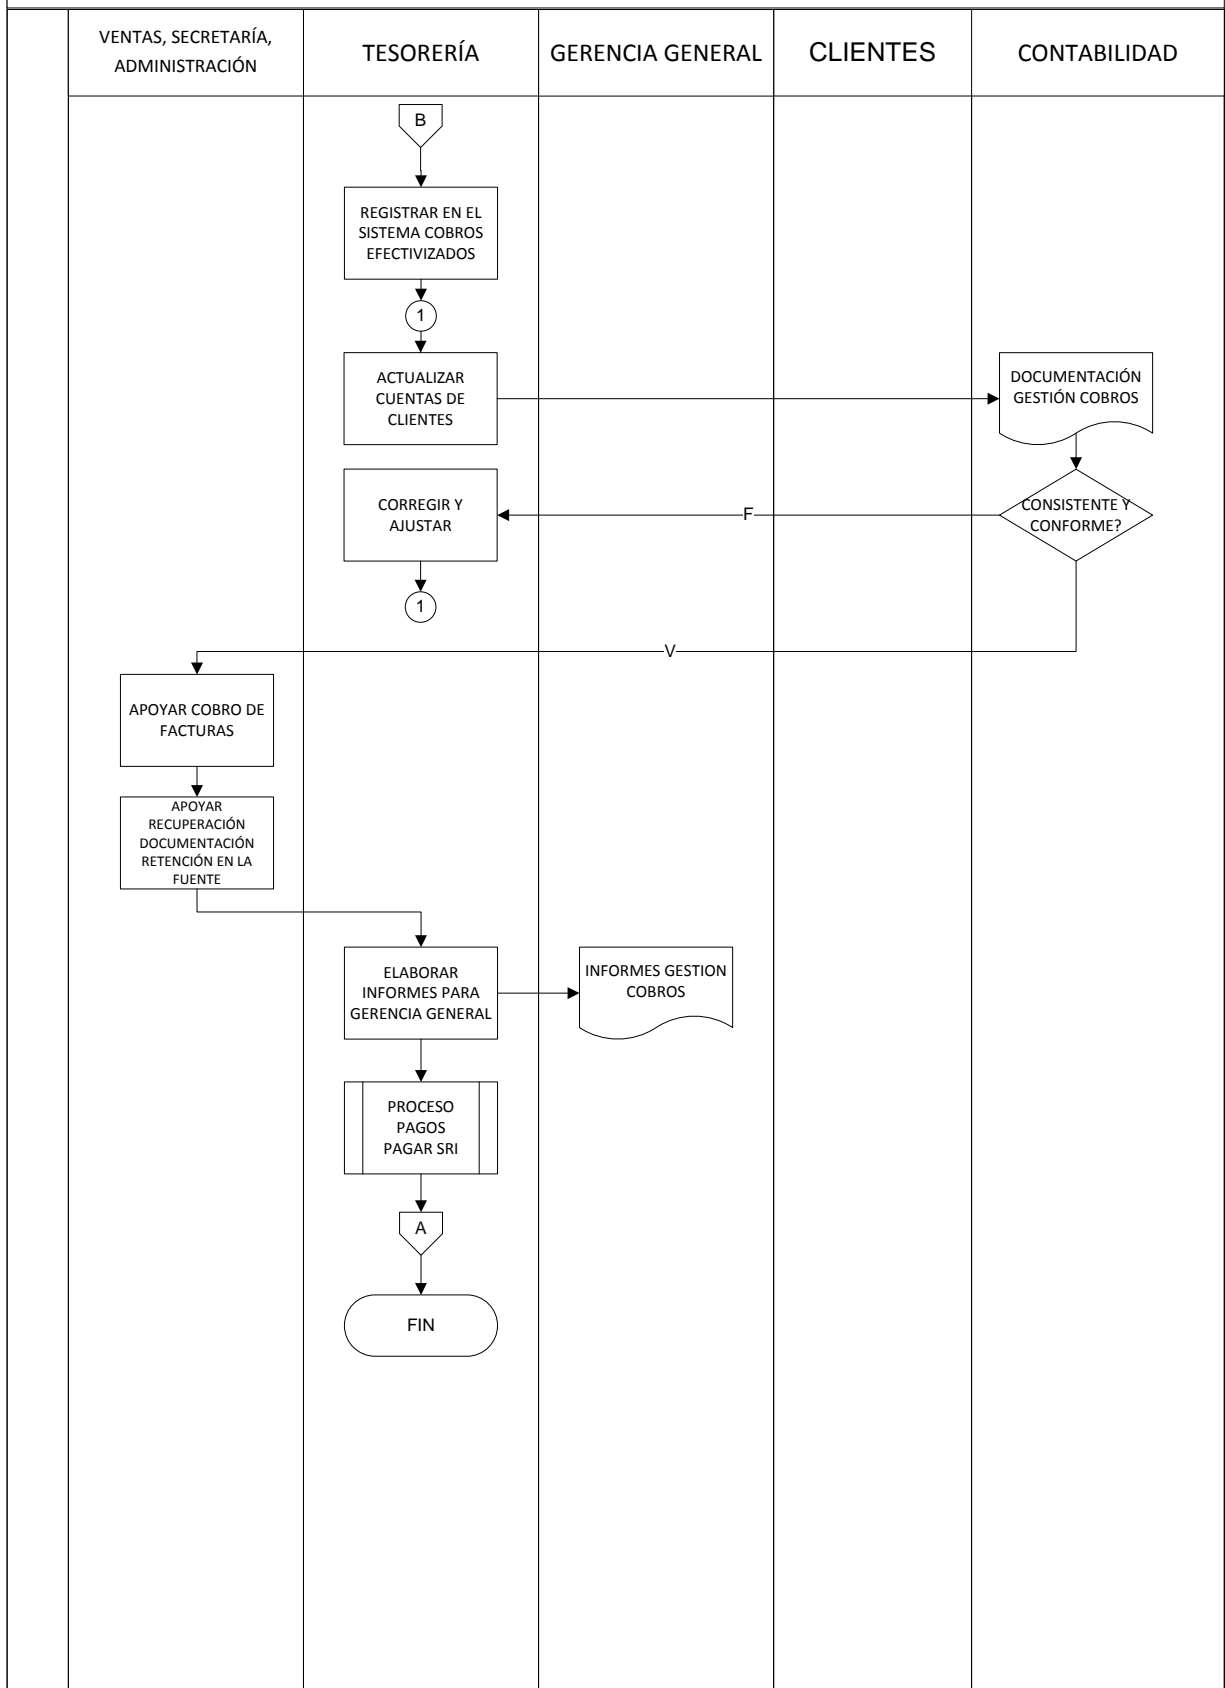 VENTAS, SECRETARÍA,
ADMINISTRACIÓN
TESORERÍA
GERENCIA GENERAL
CLIENTES
CONTABILIDAD
B
REGISTRAR EN EL
SISTEMA COBROS
EFECTIVIZADOS
1
ACTUALIZAR
CUENTAS DE
CLIENTES
DOCUMENTACIÓN
GESTIÓN COBROS
CORREGIR Y
AJUSTAR
F
CONSISTENTE Y
CONFORME?
1
V
APOYAR COBRO DE
FACTURAS
APOYAR
RECUPERACIÓN
DOCUMENTACIÓN
RETENCIÓN EN LA
FUENTE
ELABORAR
INFORMES PARA
GERENCIA GENERAL
INFORMES GESTION
COBROS
PROCESO
PAGOS
PAGAR SRI
A
FIN